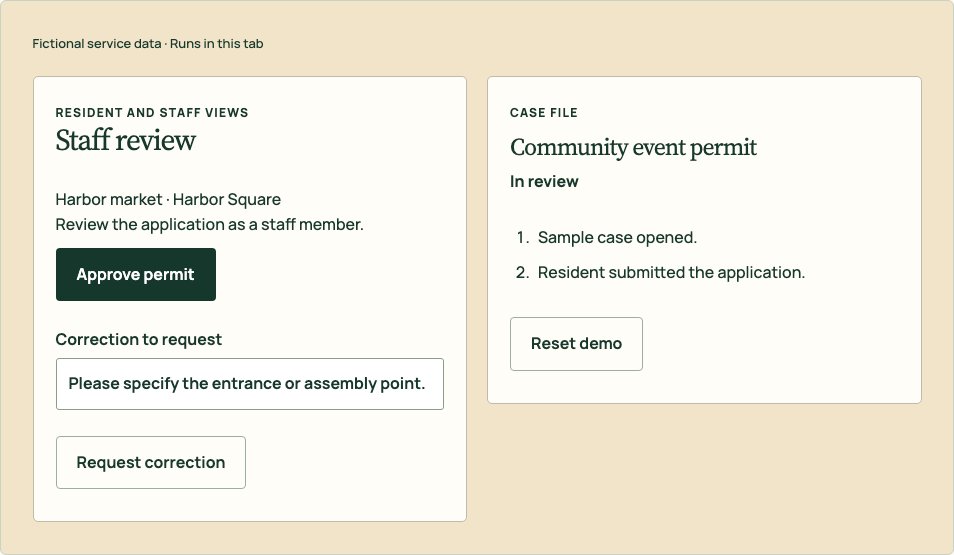 Fictional service data · Runs in this tab
RESIDENT AND STAFF VIEWS
Staff review
Harbor market · Harbor Square
Review the application as a staff member.
Approve permit
Correction to request
Please specify the entrance or assembly point.
Request correction
CASE FILE
Community event permit
In review
1. Sample case opened.
2. Resident submitted the application.
Reset demo